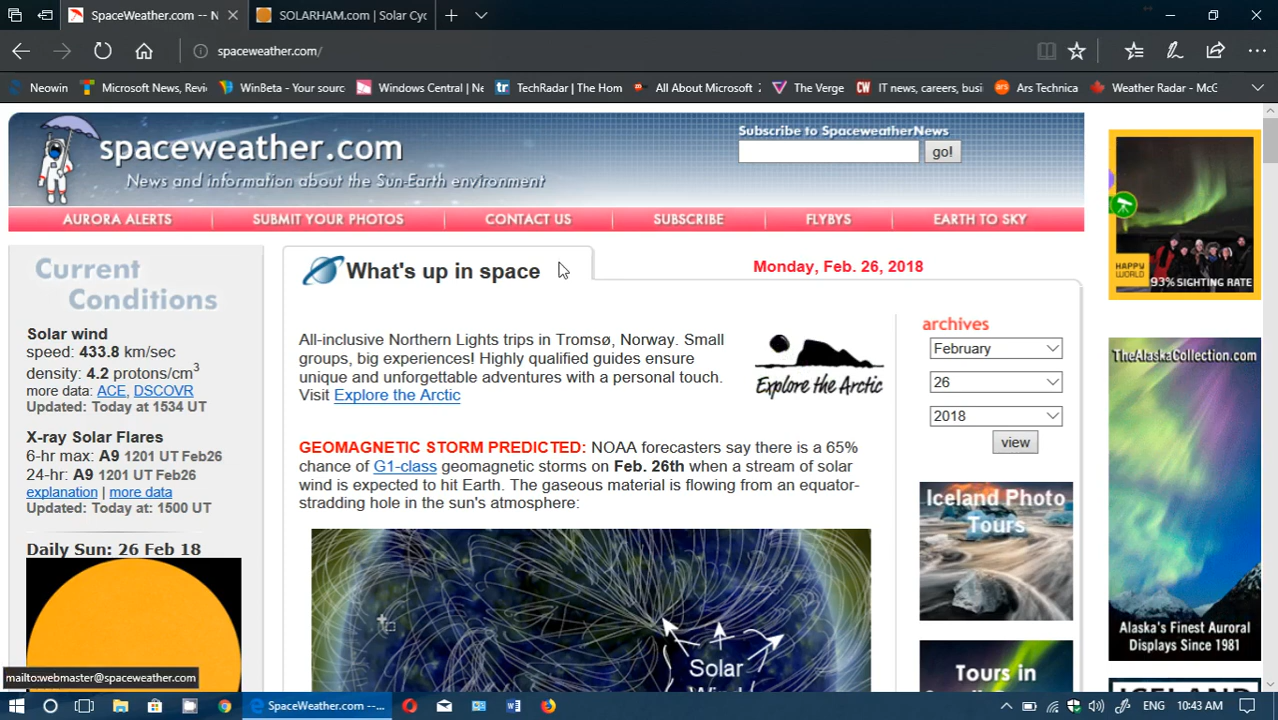 SpaceWeather.com -- N
SOLARHAM.com | Solar Cyc
spaceweather.com/
Neowin
Microsoft News, Revi
WinBeta - Your source
Windows Central | Ne
TechRadar | The Hom
All About Microsoft
The Verge
IT news, careers, busi
Ars Technica
Weather Radar - McG
spaceweather.com
News and information about the Sun-Earth environment
Subscribe to SpaceweatherNews
go!
AURORA ALERTS
SUBMIT YOUR PHOTOS
CONTACT US
SUBSCRIBE
FLYBYS
EARTH TO SKY
Current
Conditions
Solar wind
speed: 433.8 km/sec
density: 4.2 protons/cm3
more data: ACE, DSCOVR
Updated: Today at 1534 UT
X-ray Solar Flares
6-hr max: A9 1201 UT Feb26
24-hr: A9 1201 UT Feb26
explanation | more data
Updated: Today at: 1500 UT
Daily Sun: 26 Feb 18
mailto:webmaster@spaceweather.com
What's up in space
Monday, Feb. 26, 2018
All-inclusive Northern Lights trips in Tromsø, Norway. Small
groups, big experiences! Highly qualified guides ensure
unique and unforgettable adventures with a personal touch.
Visit Explore the Arctic
Explore the Arctic
GEOMAGNETIC STORM PREDICTED: NOAA forecasters say there is a 65%
chance of G1-class geomagnetic storms on Feb. 26th when a stream of solar
wind is expected to hit Earth. The gaseous material is flowing from an equator-
stradding hole in the sun's atmosphere:
Solar
Wind
archives
February
26
2018
view
Iceland Photo
Tours
Tours in
HAPPY
WORLD
93% SIGHTING RATE
TheAlaskaCollection.com
Alaska's Finest Auroral
Displays Since 1981
ICELAND
SpaceWeather.com --...
ENG
10:43 AM